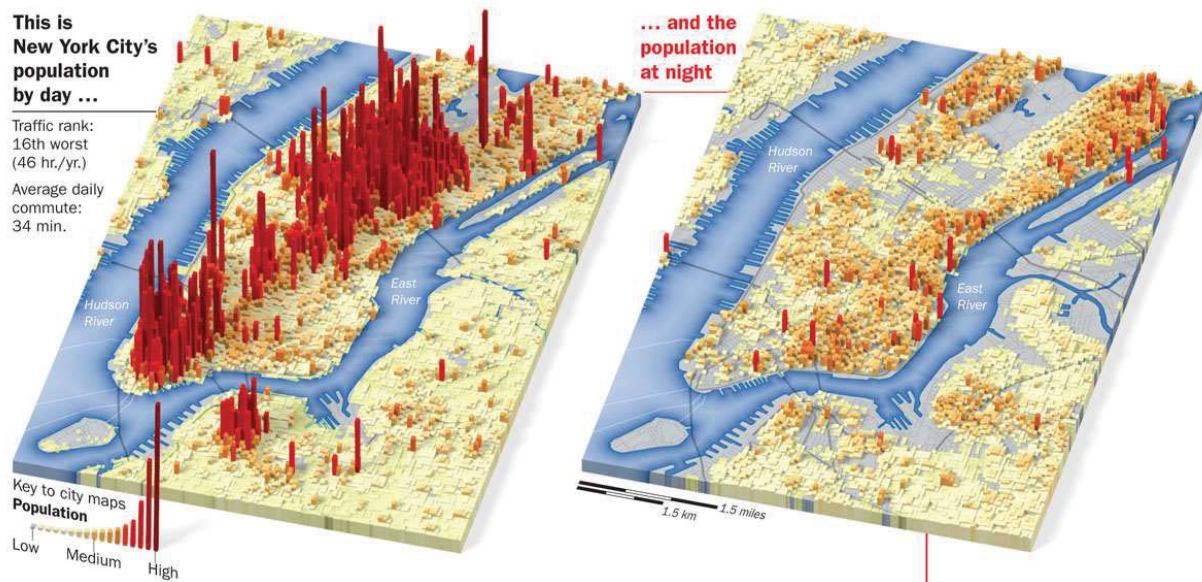 This is
New York City's
population
by day ...
Traffic rank:
16th worst
(46 hr./yr.)
Average daily
commute:
34 min.
Hudson
River
East
River
Key to city maps
Population
Low
Medium
High
... and the
population
at night
Hudson
River
East
River
1.5 km
1.5 miles